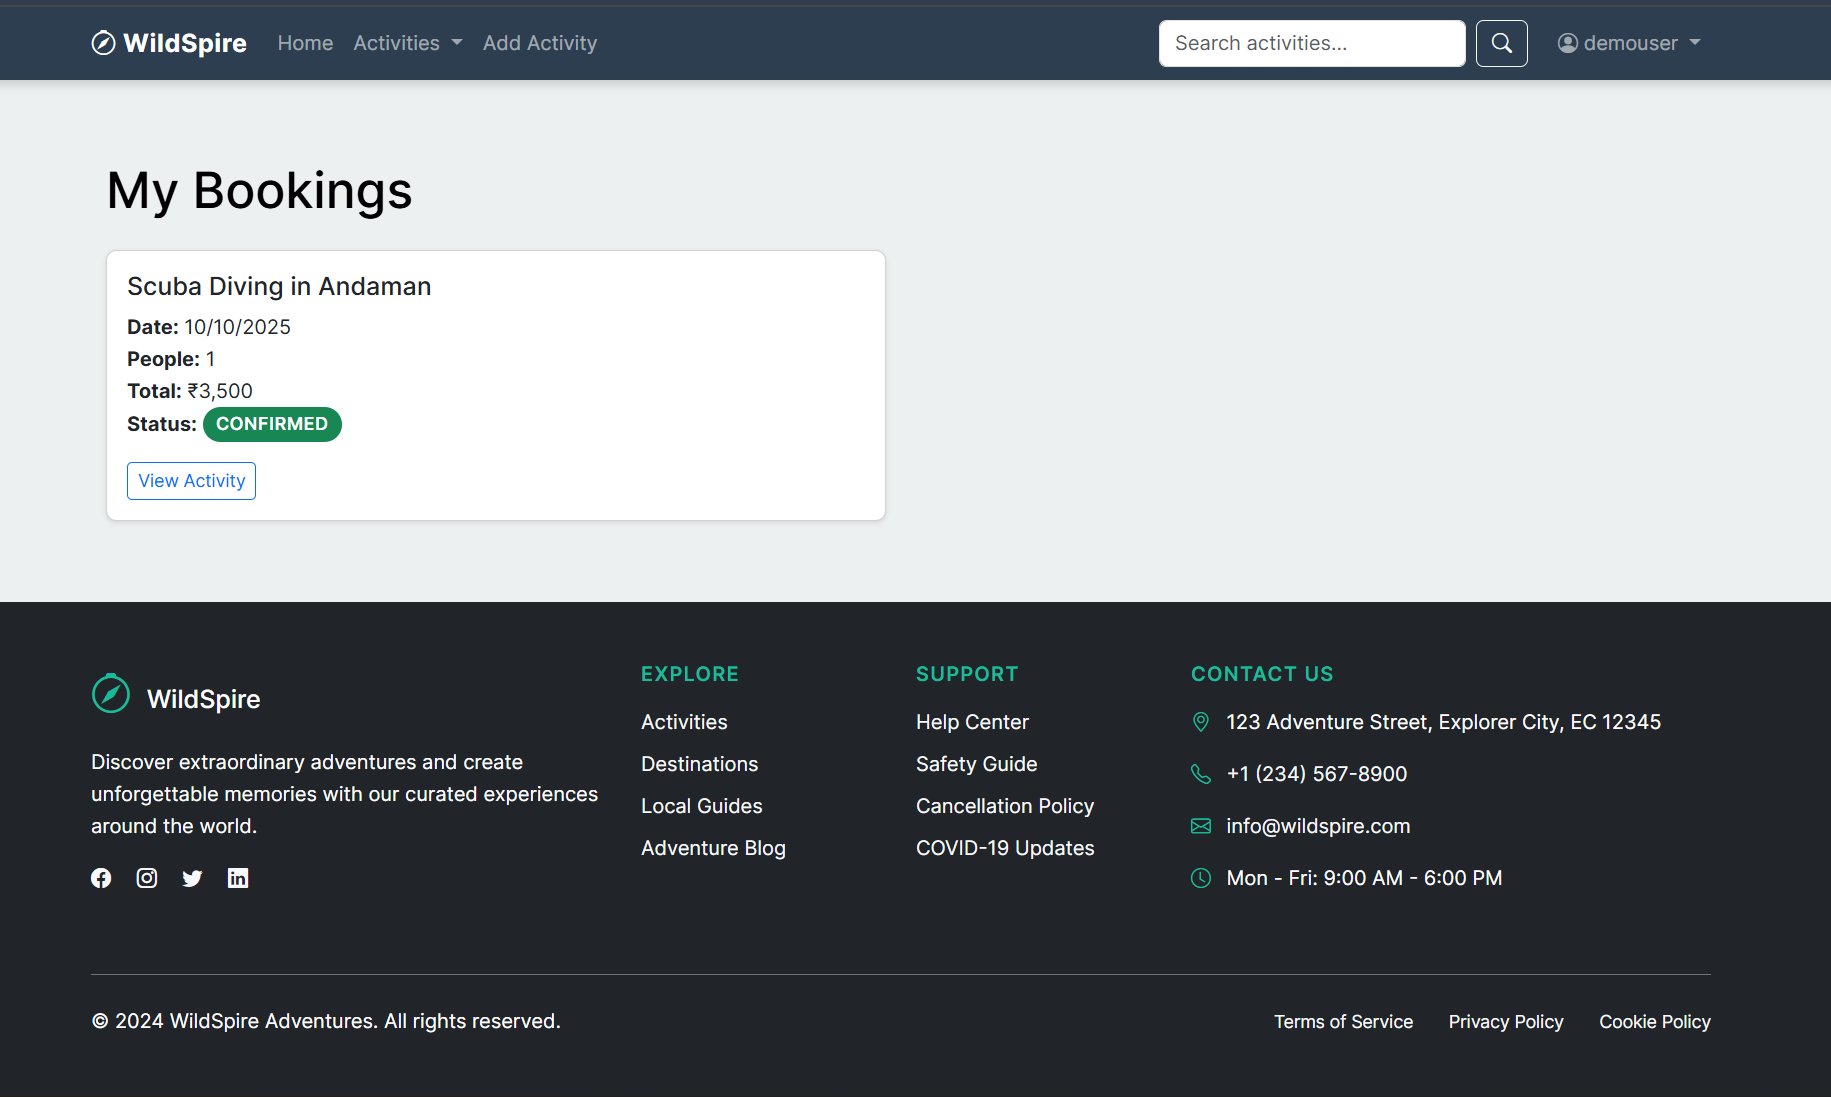 WildSpire Home Activities Add Activity Search activities... demouser
My Bookings
Scuba Diving in Andaman
Date: 10/10/2025
People: 1
Total: ₹3,500
Status: CONFIRMED
View Activity
WildSpire
Discover extraordinary adventures and create
unforgettable memories with our curated experiences
around the world.
EXPLORE
Activities
Destinations
Local Guides
Adventure Blog
SUPPORT
Help Center
Safety Guide
Cancellation Policy
COVID-19 Updates
CONTACT US
123 Adventure Street, Explorer City, EC 12345
+1 (234) 567-8900
info@wildspire.com
Mon - Fri: 9:00 AM - 6:00 PM
© 2024 WildSpire Adventures. All rights reserved.
Terms of Service Privacy Policy Cookie Policy